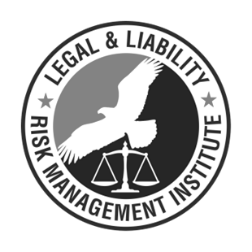 LEGAL & LIABILITY
RISK MANAGEMENT INSTITUTE